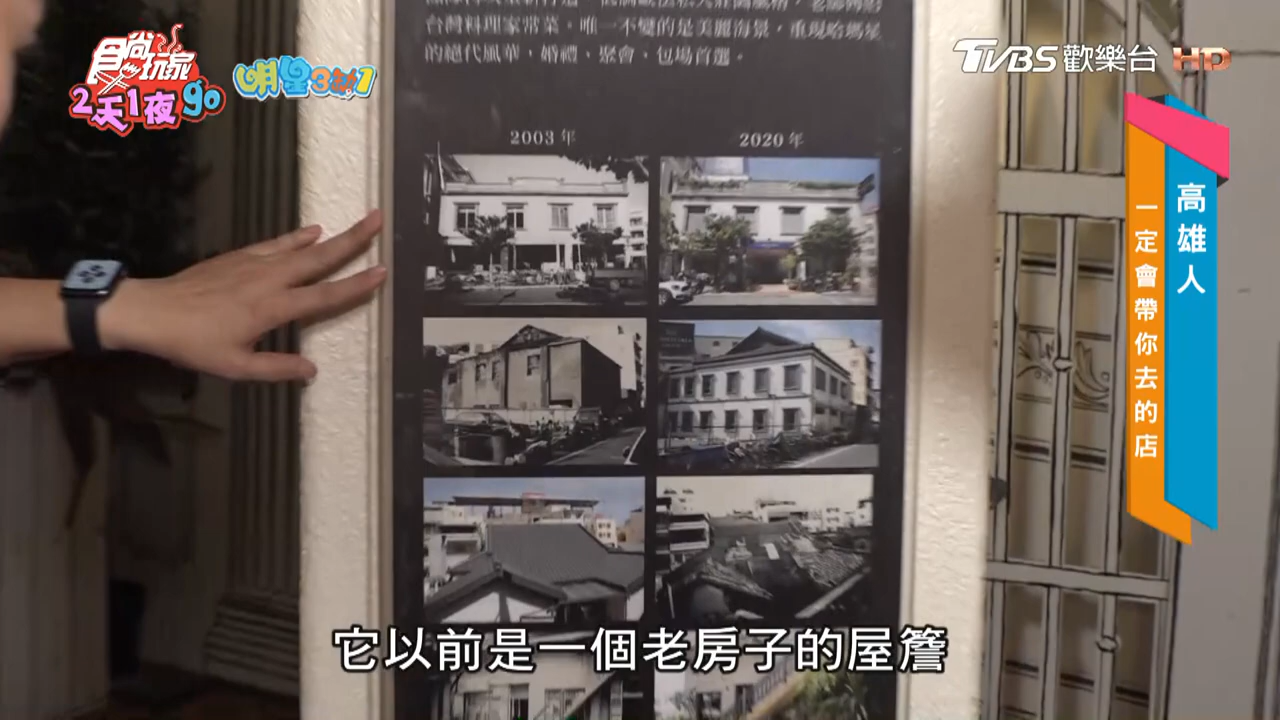 台灣料理家常菜。唯一不變的是美麗海景，重現哈瑪星
的絕代風華，婚禮、聚會、包場首選。
食尚玩家
2天1夜go
明星3缺1
TVBS歡樂台 HD
2003 年
2020 年
高雄人
一定會帶你去的店
它以前是一個老房子的屋簷